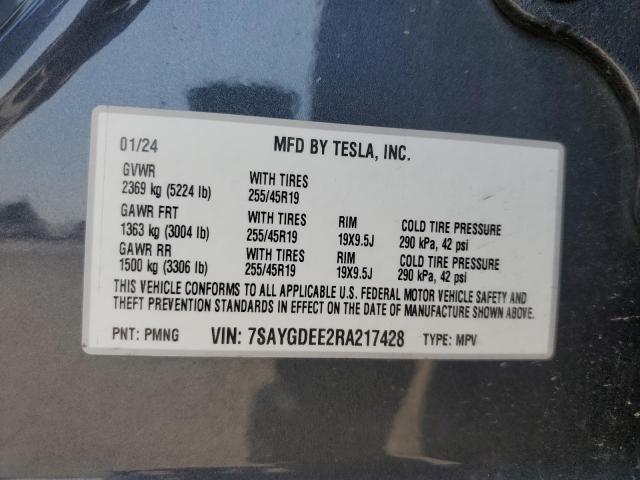 01/24 MFD BY TESLA, INC.
GVWR
2369 kg (5224 lb) WITH TIRES 255/45R19
GAWR FRT
1363 kg (3004 lb) WITH TIRES 255/45R19 RIM 19X9.5J COLD TIRE PRESSURE 290 kPa, 42 psi
GAWR RR
1500 kg (3306 lb) WITH TIRES 255/45R19 RIM 19X9.5J COLD TIRE PRESSURE 290 kPa, 42 psi
THIS VEHICLE CONFORMS TO ALL APPLICABLE U.S. FEDERAL MOTOR VEHICLE SAFETY AND
THEFT PREVENTION STANDARDS IN EFFECT ON THE DATE OF MANUFACTURE SHOWN ABOVE.
PNT: PMNG VIN: 7SAYGDEE2RA217428 TYPE: MPV